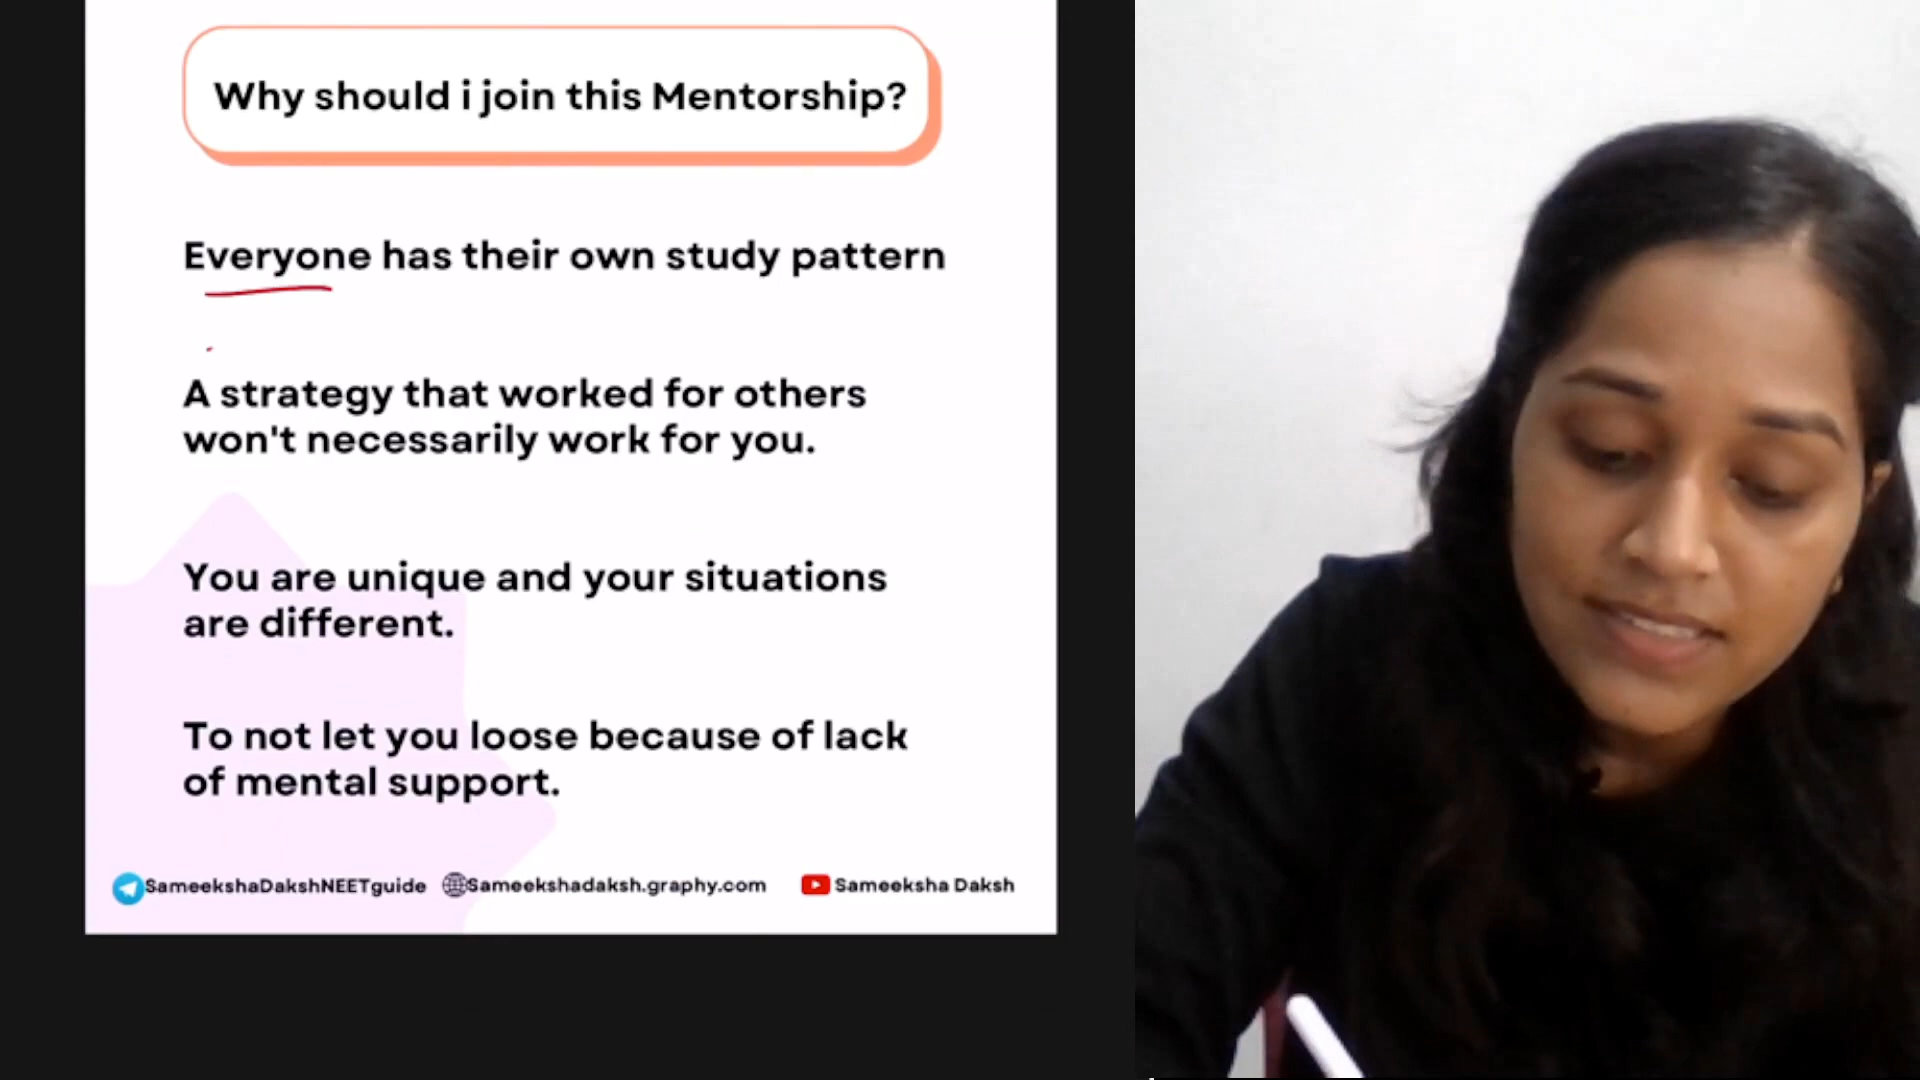 Why should i join this Mentorship?
Everyone has their own study pattern
A strategy that worked for others
won't necessarily work for you.
You are unique and your situations
are different.
To not let you loose because of lack
of mental support.
SameekshaDakshNEETguide Sameekshadaksh.graphy.com Sameeksha Daksh